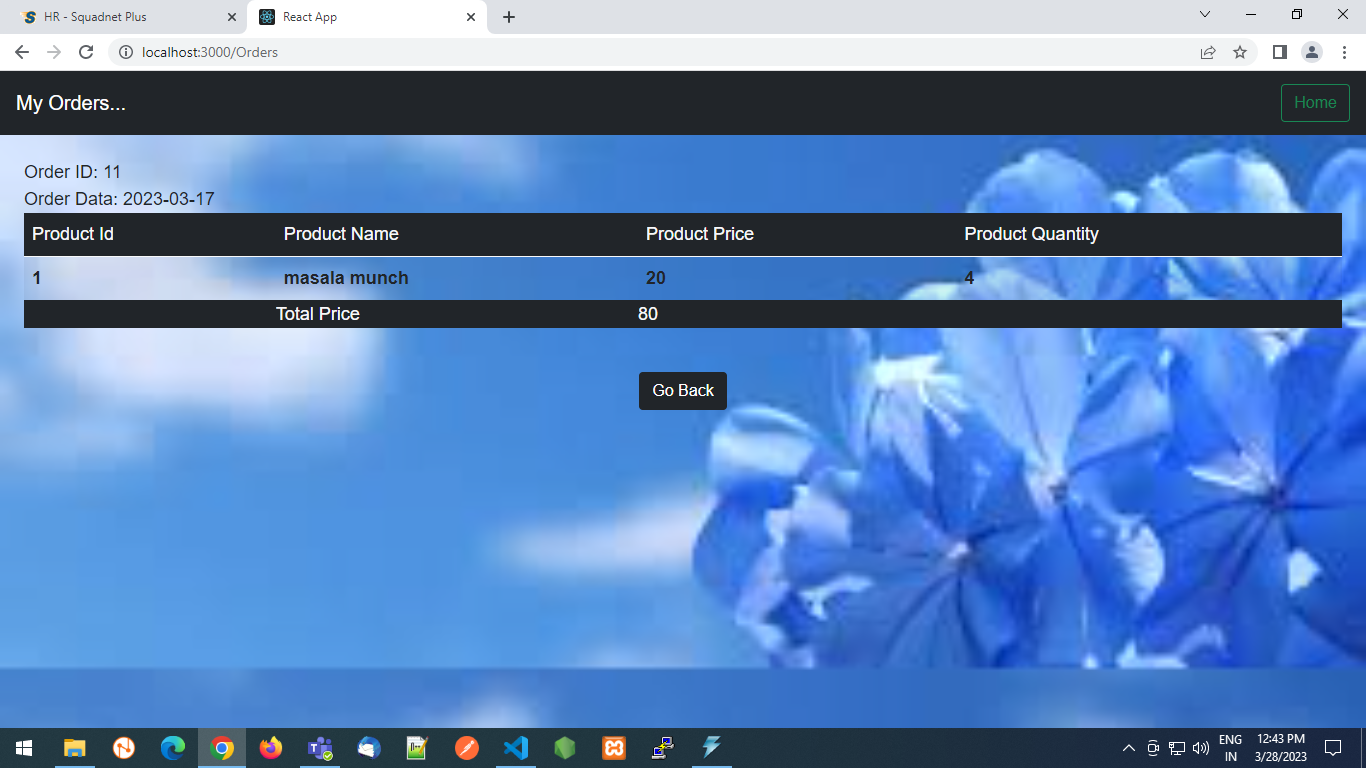 HR - Squadnet Plus
React App
localhost:3000/Orders
My Orders...
Home
Order ID: 11
Order Data: 2023-03-17
Product Id Product Name Product Price Product Quantity
1 masala munch 20 4
Total Price 80
Go Back
ENG
IN
12:43 PM
3/28/2023